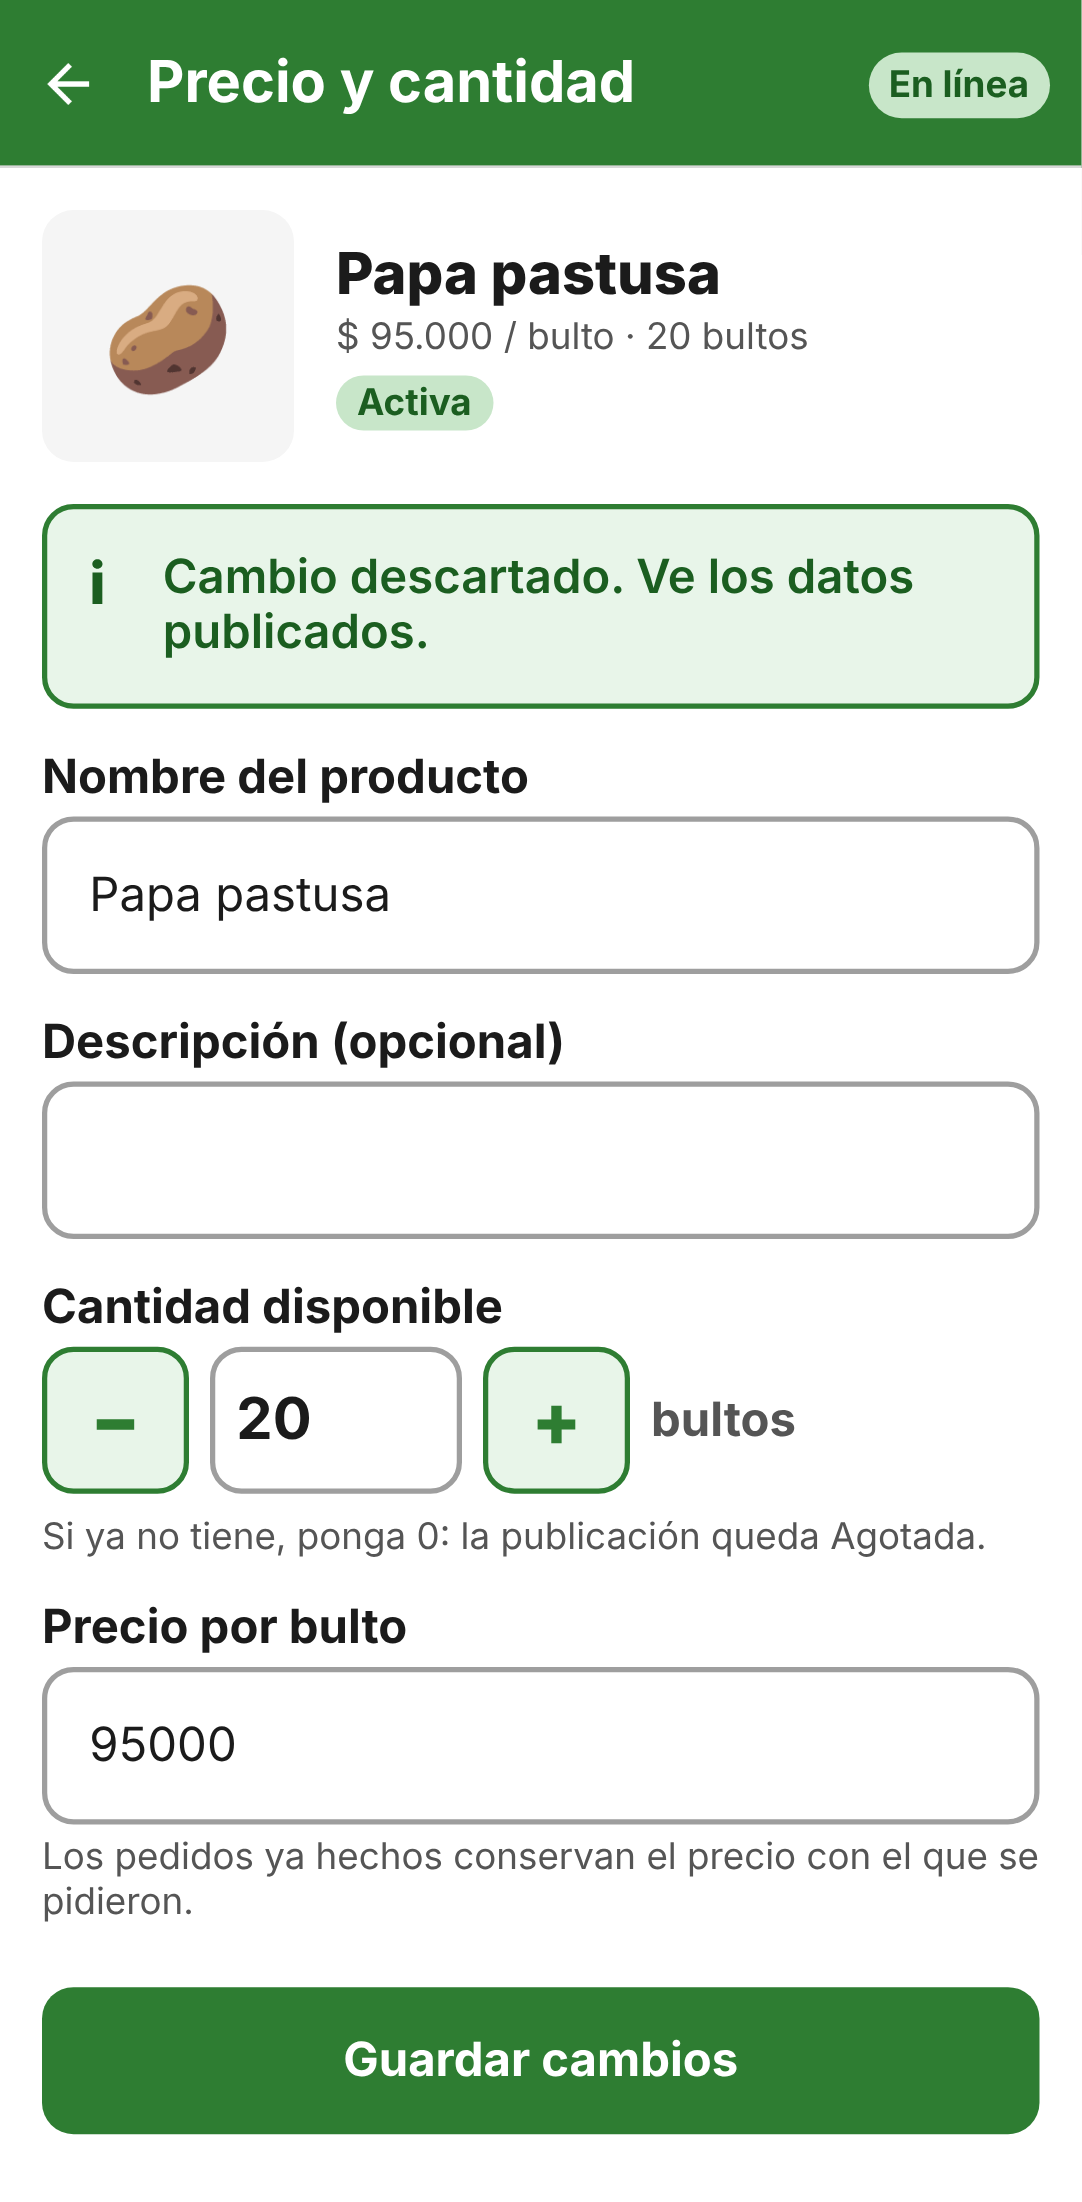 Precio y cantidad
En línea
Papa pastusa
$ 95.000 / bulto · 20 bultos
Activa
i
Cambio descartado. Ve los datos
publicados.
Nombre del producto
Papa pastusa
Descripción (opcional)
Cantidad disponible
− 20 + bultos
Si ya no tiene, ponga 0: la publicación queda Agotada.
Precio por bulto
95000
Los pedidos ya hechos conservan el precio con el que se
pidieron.
Guardar cambios